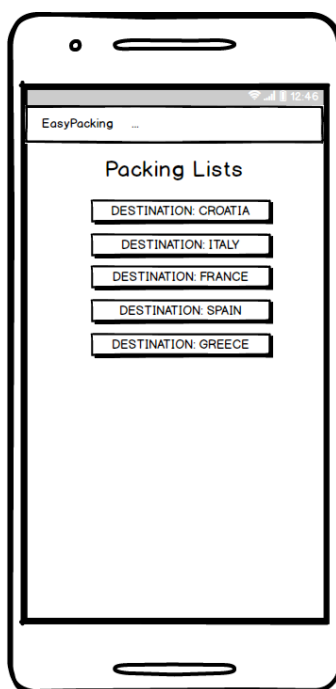 12:46
EasyPacking ...
Packing Lists
DESTINATION: CROATIA
DESTINATION: ITALY
DESTINATION: FRANCE
DESTINATION: SPAIN
DESTINATION: GREECE